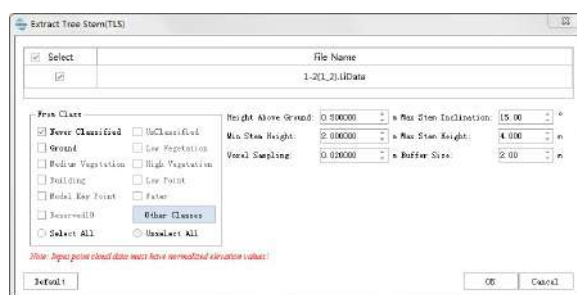 Extract Tree Stem(TLS)
Select File Name
1-2(1_2).LiData
From Class
Never Classified UnClassified
Ground Low Vegetation
Medium Vegetation High Vegetation
Building Low Point
Model Key Point Water
Reserved10 Other Classes
Select All Unselect All
Height Above Ground: 0.500000 m Max Stem Inclination: 15.00 °
Min Stem Height: 2.000000 m Max Stem Height: 4.000 m
Voxel Sampling: 0.020000 m Buffer Size: 2.00 m
Note: Input point cloud data must have normalized elevation values!
Default OK Cancel